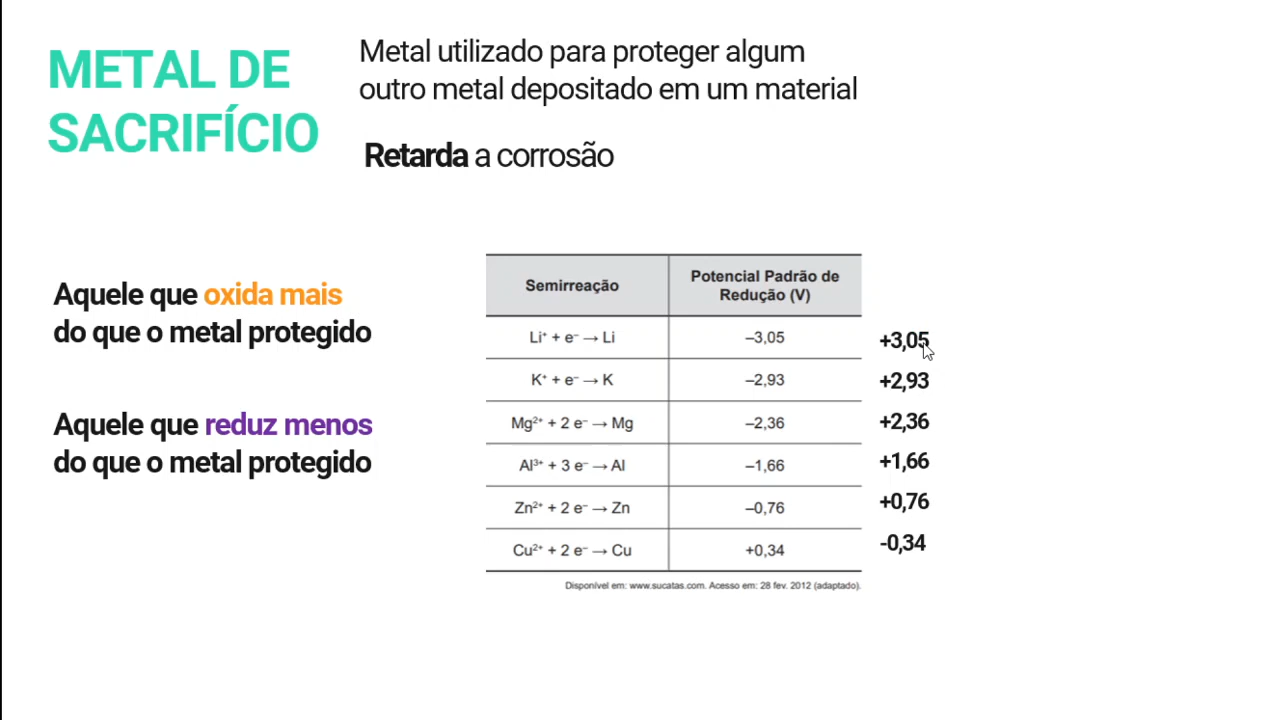 METAL DE
SACRIFÍCIO
Metal utilizado para proteger algum
outro metal depositado em um material
Retarda a corrosão
Aquele que oxida mais
do que o metal protegido
Aquele que reduz menos
do que o metal protegido
Semirreação Potencial Padrão de Redução (V)
Li⁺ + e⁻ → Li –3,05 +3,05
K⁺ + e⁻ → K –2,93 +2,93
Mg²⁺ + 2 e⁻ → Mg –2,36 +2,36
Al³⁺ + 3 e⁻ → Al –1,66 +1,66
Zn²⁺ + 2 e⁻ → Zn –0,76 +0,76
Cu²⁺ + 2 e⁻ → Cu +0,34 -0,34
Disponível em: www.sucatas.com. Acesso em: 28 fev. 2012 (adaptado).